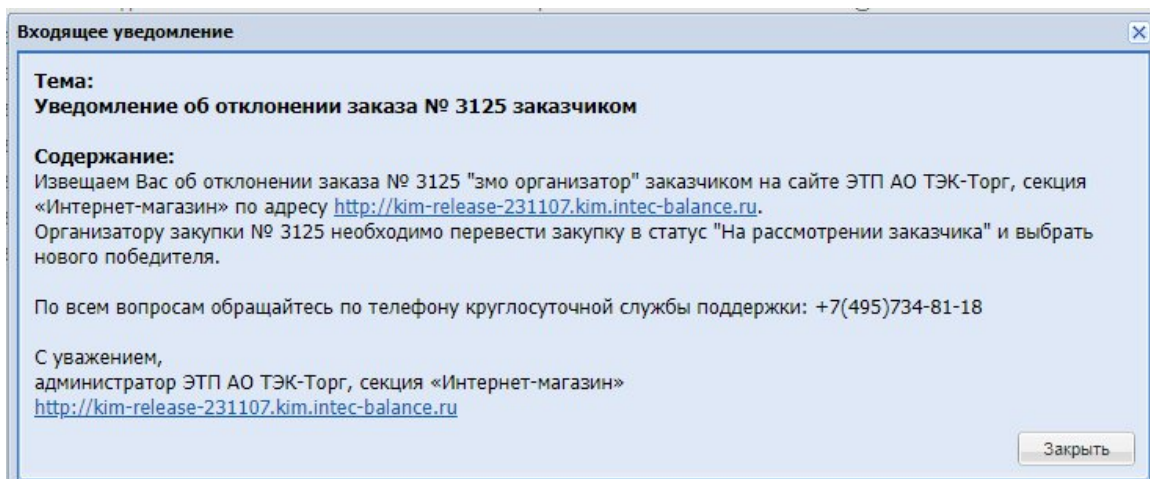 Входящее уведомление
Тема:
Уведомление об отклонении заказа № 3125 заказчиком
Содержание:
Извещаем Вас об отклонении заказа № 3125 "змо организатор" заказчиком на сайте ЭТП АО ТЭК-Торг, секция
«Интернет-магазин» по адресу http://kim-release-231107.kim.intec-balance.ru.
Организатору закупки № 3125 необходимо перевести закупку в статус "На рассмотрении заказчика" и выбрать
нового победителя.
По всем вопросам обращайтесь по телефону круглосуточной службы поддержки: +7(495)734-81-18
С уважением,
администратор ЭТП АО ТЭК-Торг, секция «Интернет-магазин»
http://kim-release-231107.kim.intec-balance.ru
Закрыть